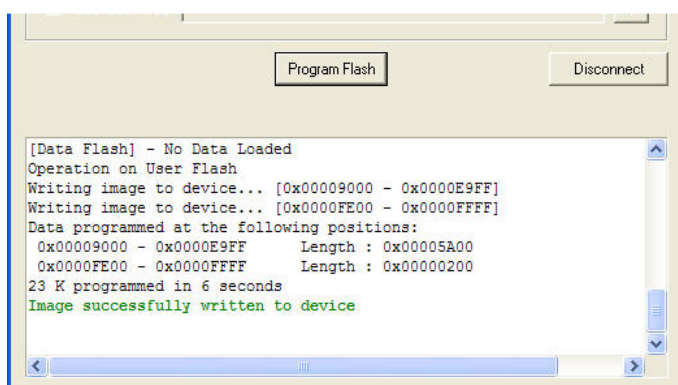 Program Flash
Disconnect
[Data Flash] - No Data Loaded
Operation on User Flash
Writing image to device... [0x00009000 - 0x0000E9FF]
Writing image to device... [0x0000FE00 - 0x0000FFFF]
Data programmed at the following positions:
0x00009000 - 0x0000E9FF Length : 0x00005A00
0x0000FE00 - 0x0000FFFF Length : 0x00000200
23 K programmed in 6 seconds
Image successfully written to device